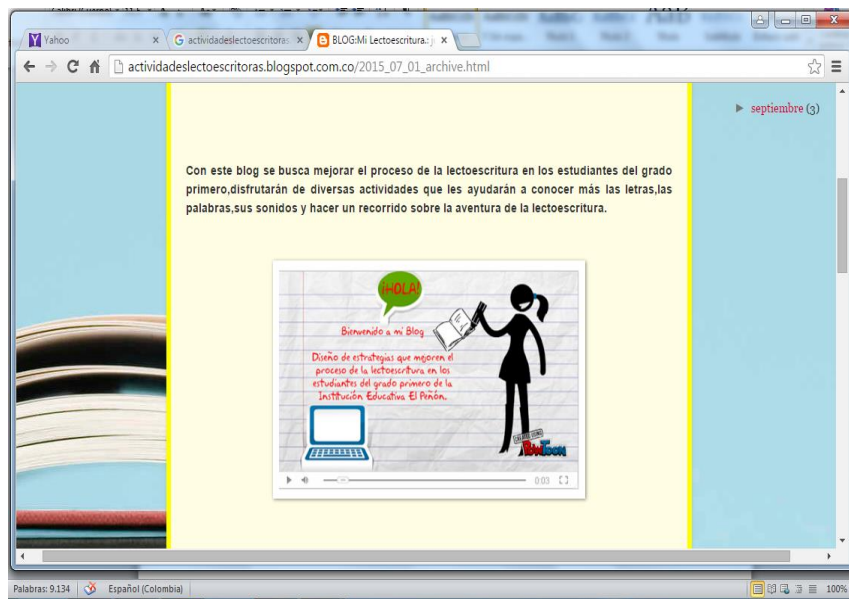 Yahoo
actividadeslectoescritoras
BLOG:Mi Lectoescritura.:
actividadeslectoescritoras.blogspot.com.co/2015_07_01_archive.html
septiembre (3)
Con este blog se busca mejorar el proceso de la lectoescritura en los estudiantes del grado
primero,disfrutarán de diversas actividades que les ayudarán a conocer más las letras,las
palabras,sus sonidos y hacer un recorrido sobre la aventura de la lectoescritura.
¡HOLA!
Bienvenido a mi Blog
Diseño de estrategias que mejoren el
proceso de la lectoescritura en los
estudiantes del grado primero de la
Institución Educativa El Peñón.
CREATED USING
PowToon
0:03
Palabras: 9.134
Español (Colombia)
100%